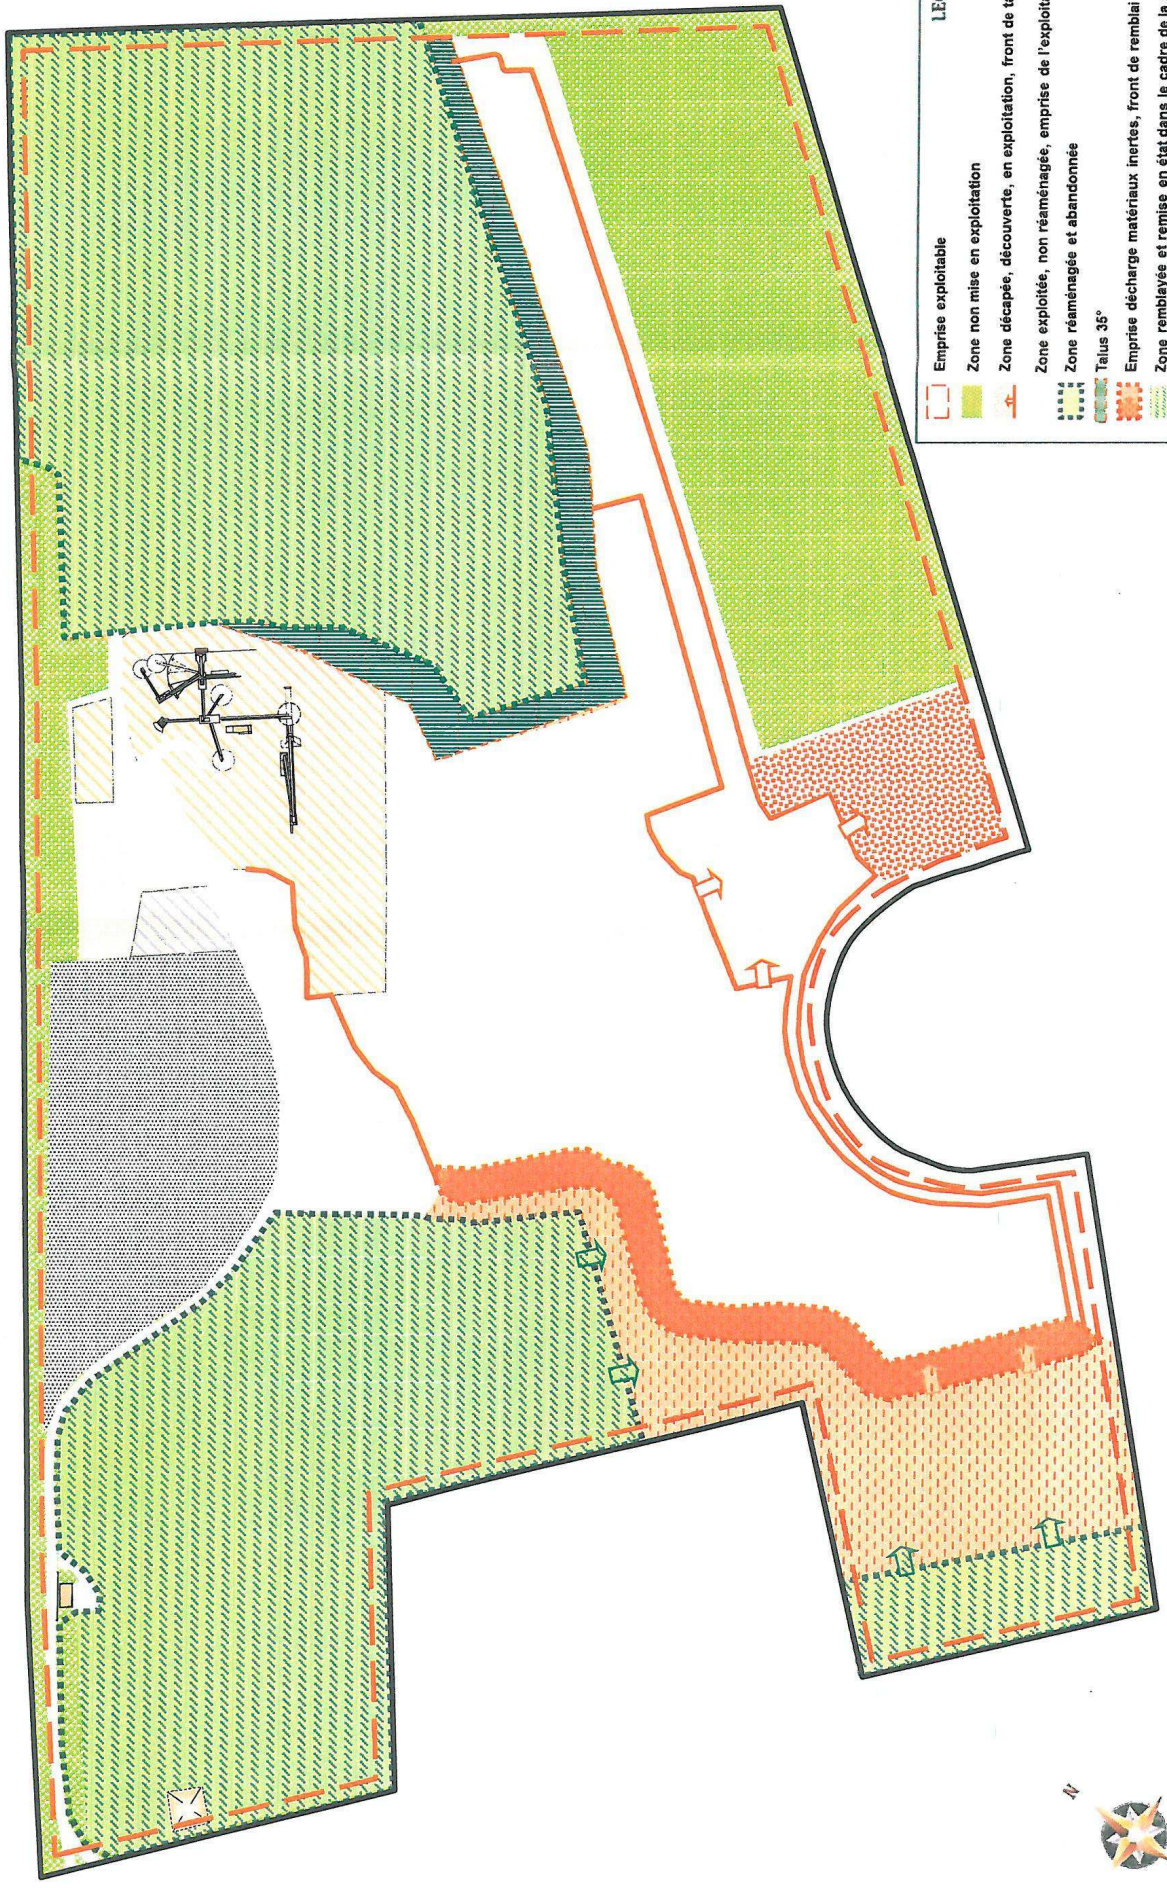 LE
Emprise exploitable
Zone non mise en exploitation
Zone décapée, découverte, en exploitation, front de
Zone exploitée, non réaménagée, emprise de l'exploita
Zone réaménagée et abandonnée
Talus 35°
Emprise décharge matériaux inertes, front de remblai
Zone remblayée et remise en état dans le cadre de la
N